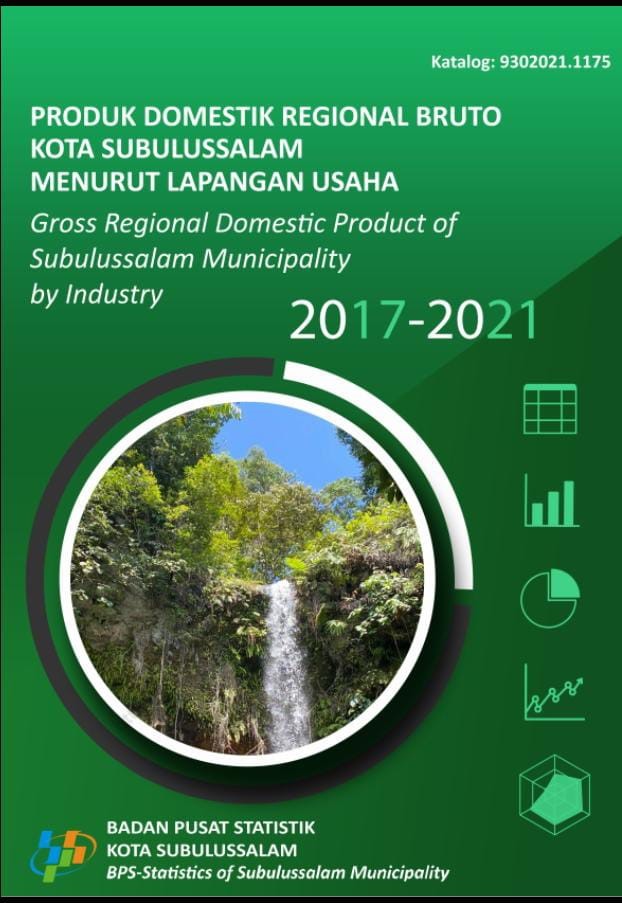 Katalog: 9302021.1175
PRODUK DOMESTIK REGIONAL BRUTO
KOTA SUBULUSSALAM
MENURUT LAPANGAN USAHA
Gross Regional Domestic Product of
Subulussalam Municipality
by Industry
2017-2021
BADAN PUSAT STATISTIK
KOTA SUBULUSSALAM
BPS-Statistics of Subulussalam Municipality